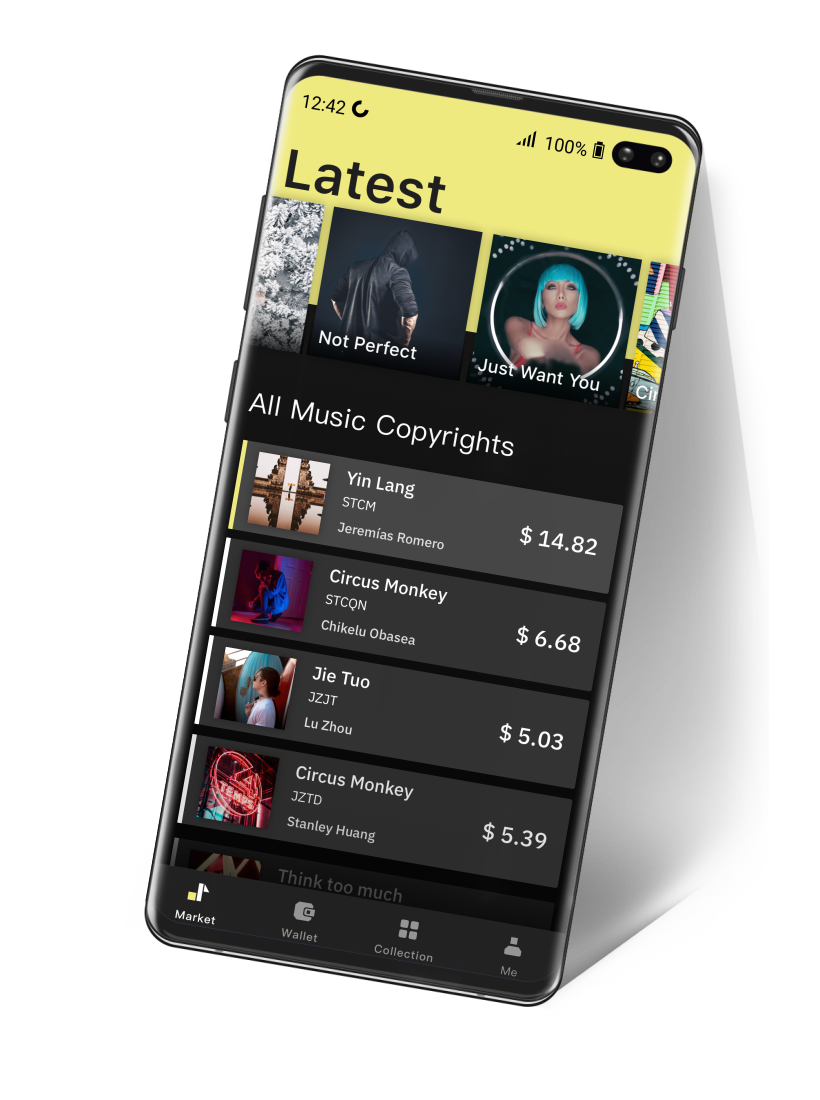 12:42
100%
Latest
Not Perfect
Just Want You
All Music Copyrights
Yin Lang
STCM
Jeremías Romero
$ 14.82
Circus Monkey
STCQN
Chikelu Obasea
$ 6.68
Jie Tuo
JZJT
Lu Zhou
$ 5.03
TEMPS
Circus Monkey
JZTD
Stanley Huang
$ 5.39
Think too much
Market
Wallet
Collection
Me